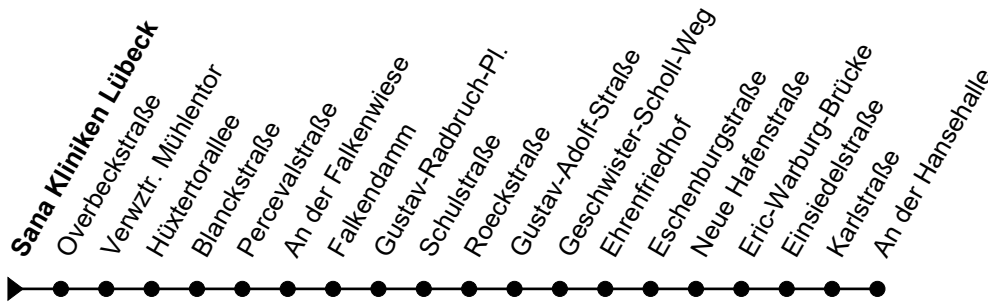 Sana Kliniken Lübeck
Overbeckstraße
Verwztr. Mühlentor
Hüxtertorallee
Blanckstraße
Percevalstraße
An der Falkenwiese
Falkendamm
Gustav-Radbruch-Pl.
Schulstraße
Roeckstraße
Gustav-Adolf-Straße
Geschwister-Scholl-Weg
Ehrenfriedhof
Eschenburgstraße
Neue Hafenstraße
Eric-Warburg-Brücke
Einsiedelstraße
Karlstraße
An der Hansehalle